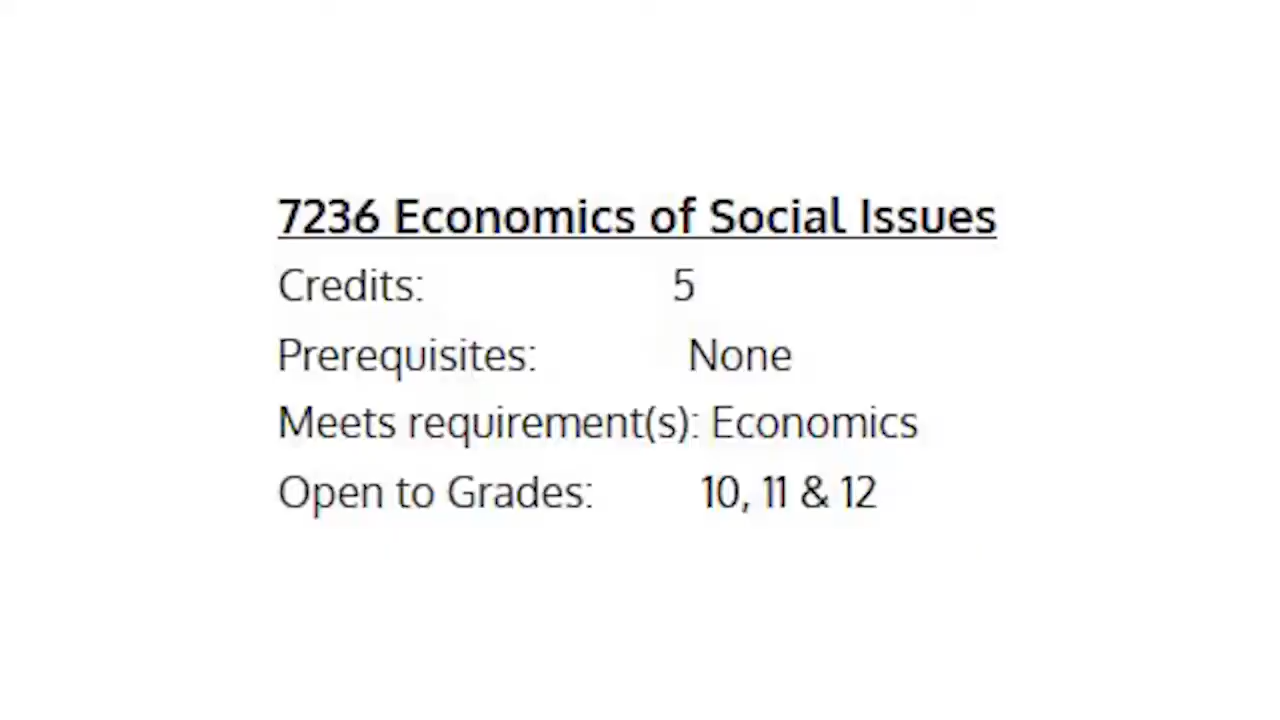 7236 Economics of Social Issues
Credits: 5
Prerequisites: None
Meets requirement(s): Economics
Open to Grades: 10, 11 & 12